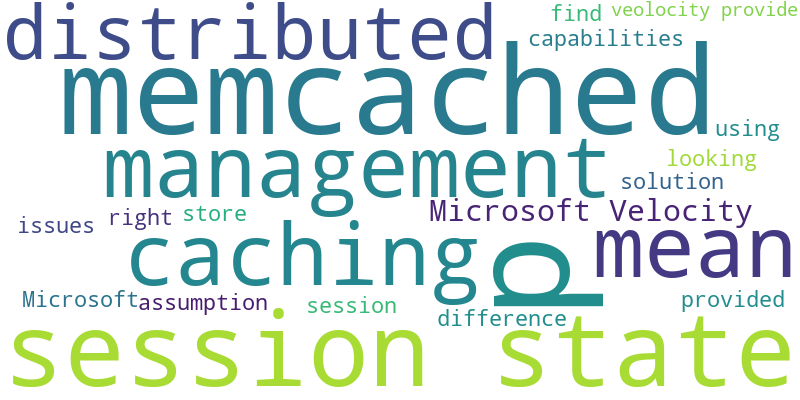 find veolocity provide
distributed capabilities
memcached
using
management looking
solution
Microsoft Velocity
issues right store
caching p mean
Microsoft assumption session provided
difference
session state